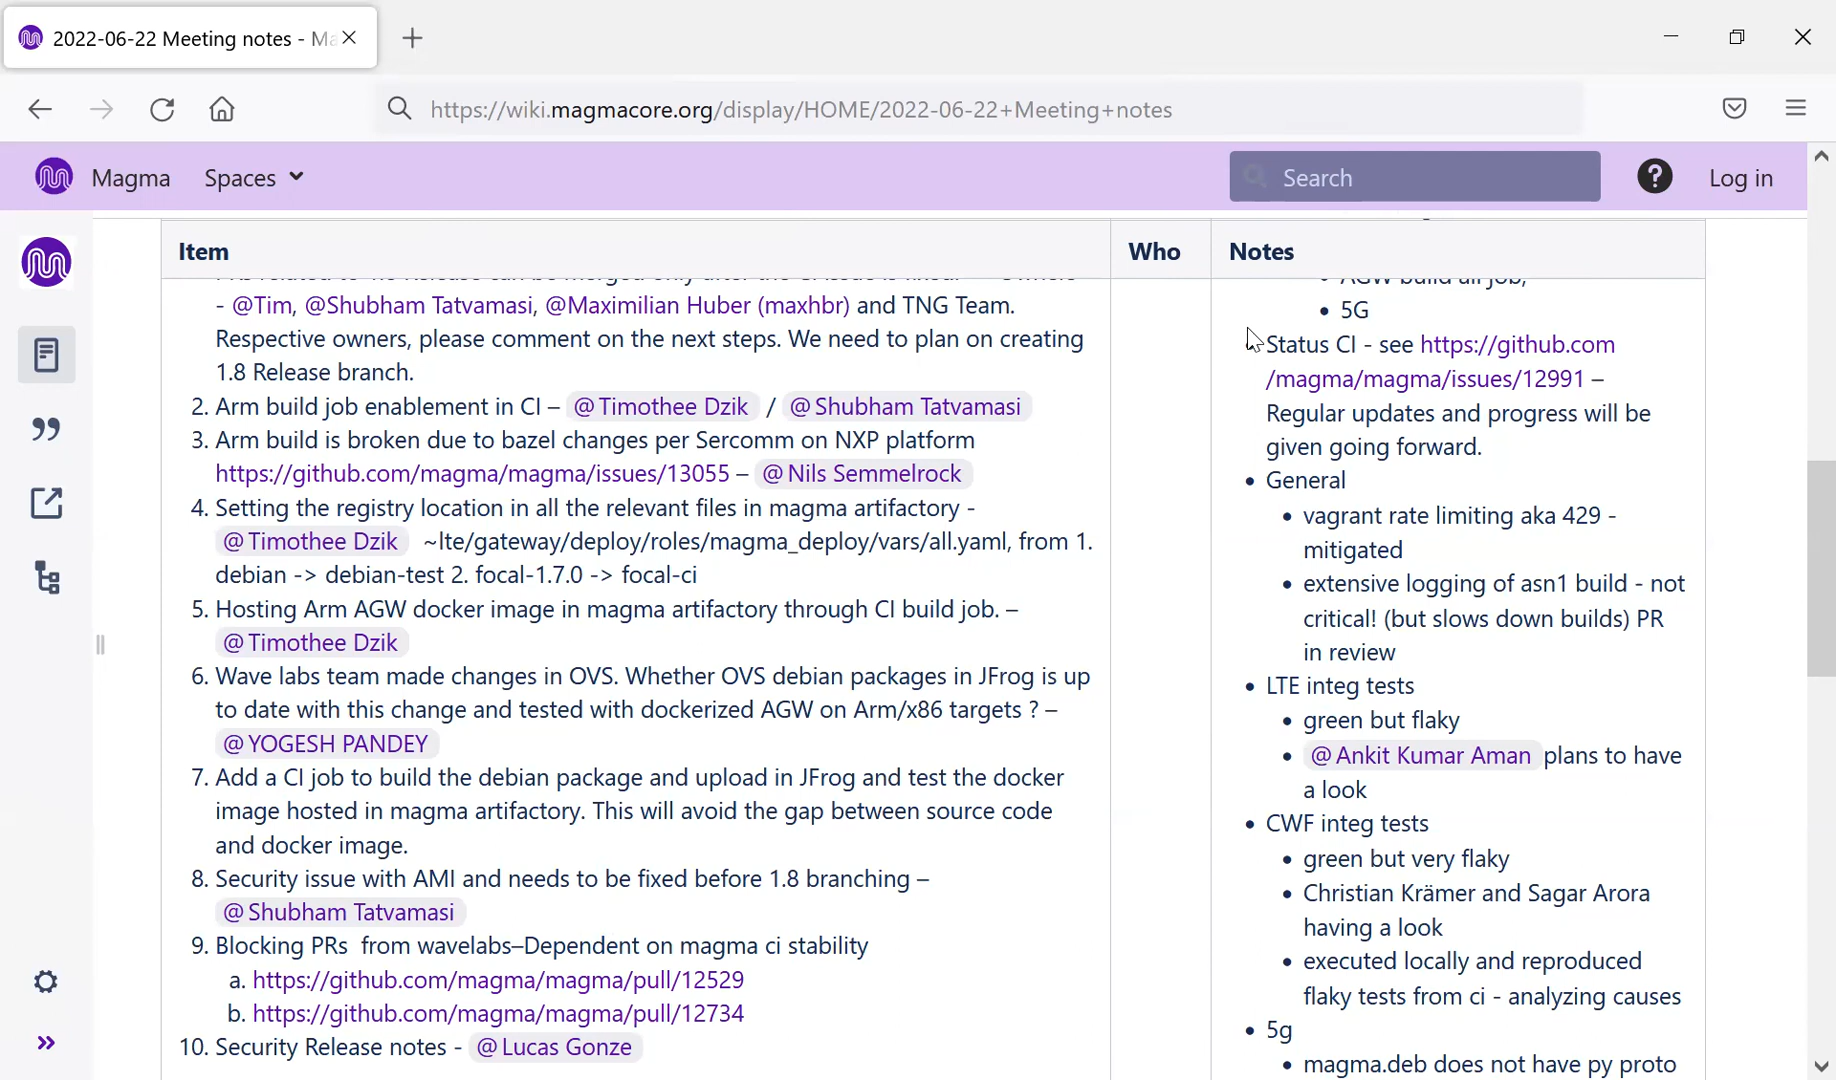 2022-06-22 Meeting notes - Ma
https://wiki.magmacore.org/display/HOME/2022-06-22+Meeting+notes
Magma
Spaces
Search
Log in
Item
Who
Notes
- @Tim, @Shubham Tatvamasi, @Maximilian Huber (maxhbr) and TNG Team.
Respective owners, please comment on the next steps. We need to plan on creating
1.8 Release branch.
2. Arm build job enablement in CI – @Timothee Dzik / @Shubham Tatvamasi
3. Arm build is broken due to bazel changes per Sercomm on NXP platform
https://github.com/magma/magma/issues/13055 – @Nils Semmelrock
4. Setting the registry location in all the relevant files in magma artifactory -
@Timothee Dzik ~lte/gateway/deploy/roles/magma_deploy/vars/all.yaml, from 1.
debian -> debian-test 2. focal-1.7.0 -> focal-ci
5. Hosting Arm AGW docker image in magma artifactory through CI build job. –
@Timothee Dzik
6. Wave labs team made changes in OVS. Whether OVS debian packages in JFrog is up
to date with this change and tested with dockerized AGW on Arm/x86 targets ? –
@YOGESH PANDEY
7. Add a CI job to build the debian package and upload in JFrog and test the docker
image hosted in magma artifactory. This will avoid the gap between source code
and docker image.
8. Security issue with AMI and needs to be fixed before 1.8 branching –
@Shubham Tatvamasi
9. Blocking PRs from wavelabs–Dependent on magma ci stability
a. https://github.com/magma/magma/pull/12529
b. https://github.com/magma/magma/pull/12734
10. Security Release notes - @Lucas Gonze
• AGW build all job,
• 5G
Status CI - see https://github.com
/magma/magma/issues/12991 –
Regular updates and progress will be
given going forward.
• General
• vagrant rate limiting aka 429 -
mitigated
• extensive logging of asn1 build - not
critical! (but slows down builds) PR
in review
• LTE integ tests
• green but flaky
• @Ankit Kumar Aman plans to have
a look
• CWF integ tests
• green but very flaky
• Christian Krämer and Sagar Arora
having a look
• executed locally and reproduced
flaky tests from ci - analyzing causes
• 5g
• magma.deb does not have py proto